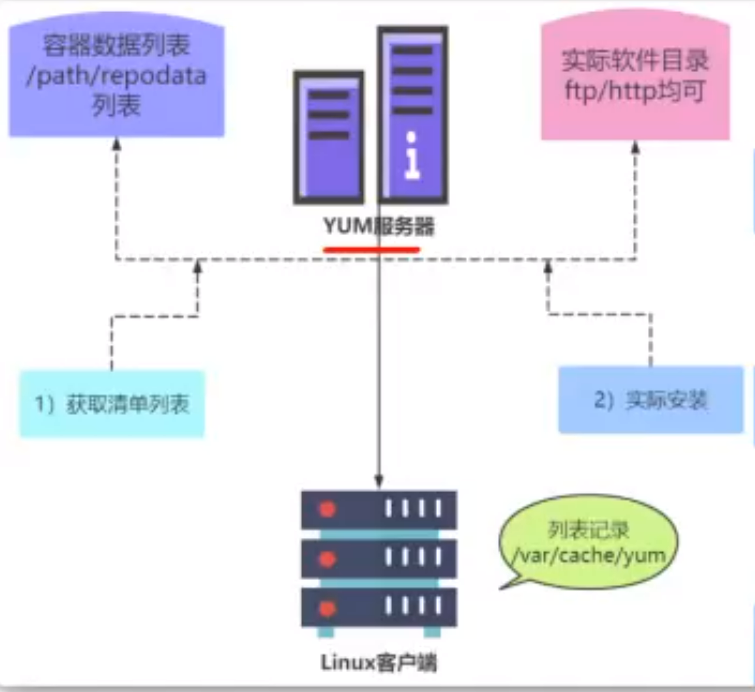 容器数据列表
/path/repodata
列表
实际软件目录
ftp/http均可
i
YUM服务器
1）获取清单列表
2）实际安装
列表记录
/var/cache/yum
Linux客户端